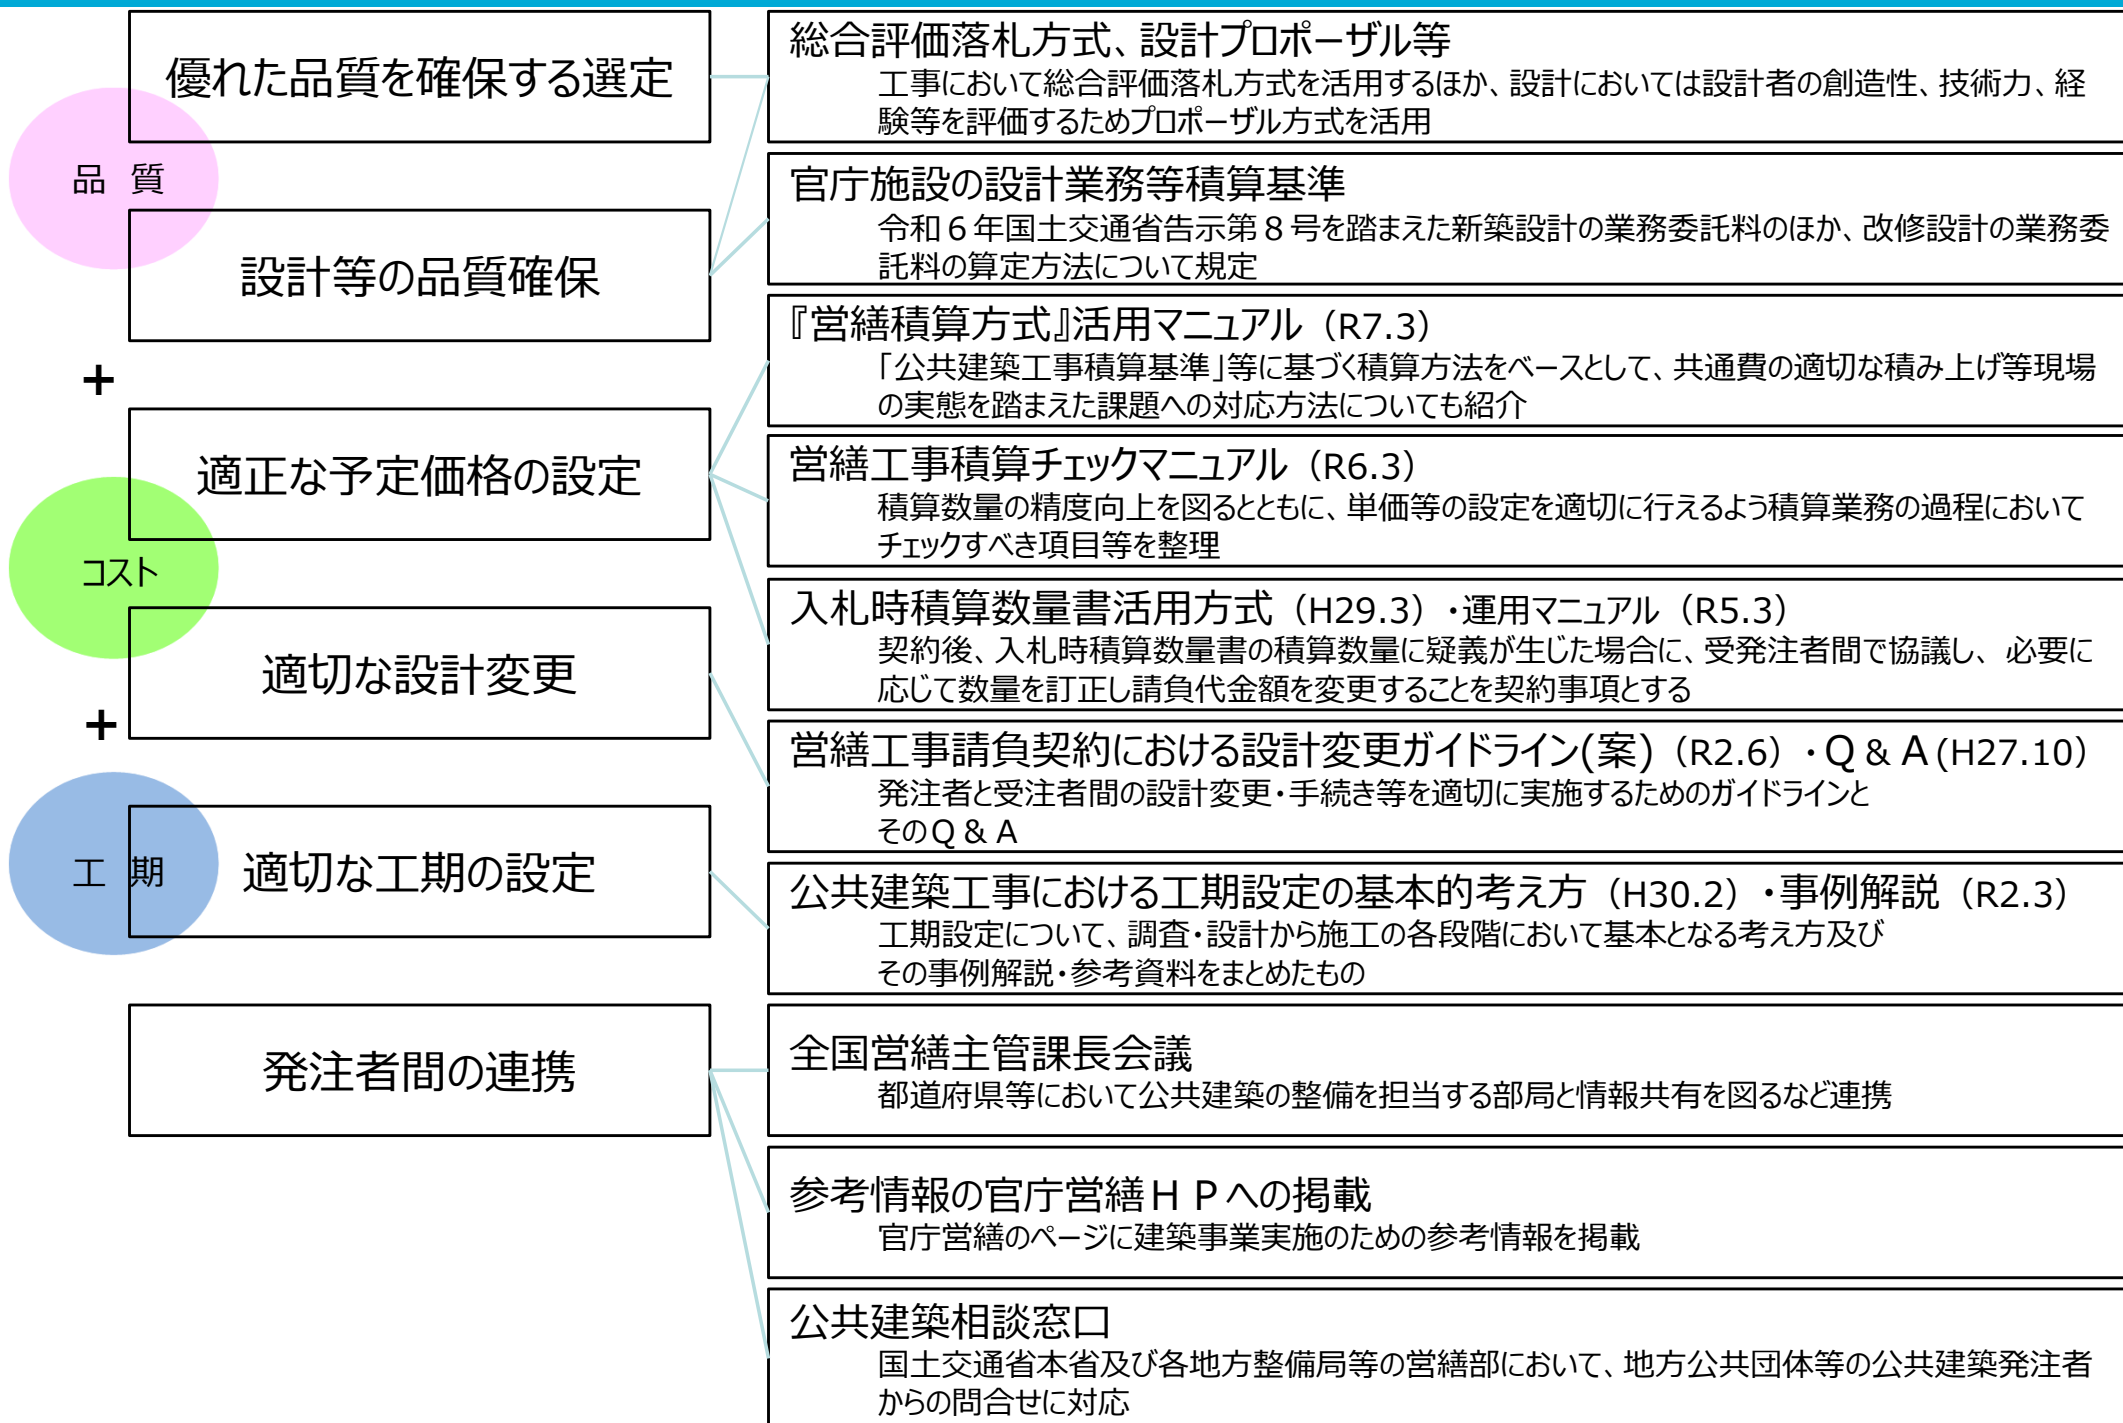 優れた品質を確保する選定
品 質
設計等の品質確保
+
適正な予定価格の設定
コスト
適切な設計変更
+
工 期
適切な工期の設定
発注者間の連携
総合評価落札方式、設計プロポーザル等
工事において総合評価落札方式を活用するほか、設計においては設計者の創造性、技術力、経
験等を評価するためプロポーザル方式を活用
官庁施設の設計業務等積算基準
令和６年国土交通省告示第８号を踏まえた新築設計の業務委託料のほか、改修設計の業務委
託料の算定方法について規定
『営繕積算方式』活用マニュアル（R7.3）
「公共建築工事積算基準」等に基づく積算方法をベースとして、共通費の適切な積み上げ等現場
の実態を踏まえた課題への対応方法についても紹介
営繕工事積算チェックマニュアル（R6.3）
積算数量の精度向上を図るとともに、単価等の設定を適切に行えるよう積算業務の過程において
チェックすべき項目等を整理
入札時積算数量書活用方式（H29.3）・運用マニュアル（R5.3）
契約後、入札時積算数量書の積算数量に疑義が生じた場合に、受発注者間で協議し、必要に
応じて数量を訂正し請負代金額を変更することを契約事項とする
営繕工事請負契約における設計変更ガイドライン(案)（R2.6）・Ｑ＆Ａ(H27.10）
発注者と受注者間の設計変更・手続き等を適切に実施するためのガイドラインと
そのＱ＆Ａ
公共建築工事における工期設定の基本的考え方（H30.2）・事例解説（R2.3）
工期設定について、調査・設計から施工の各段階において基本となる考え方及び
その事例解説・参考資料をまとめたもの
全国営繕主管課長会議
都道府県等において公共建築の整備を担当する部局と情報共有を図るなど連携
参考情報の官庁営繕ＨＰへの掲載
官庁営繕のページに建築事業実施のための参考情報を掲載
公共建築相談窓口
国土交通省本省及び各地方整備局等の営繕部において、地方公共団体等の公共建築発注者
からの問合せに対応